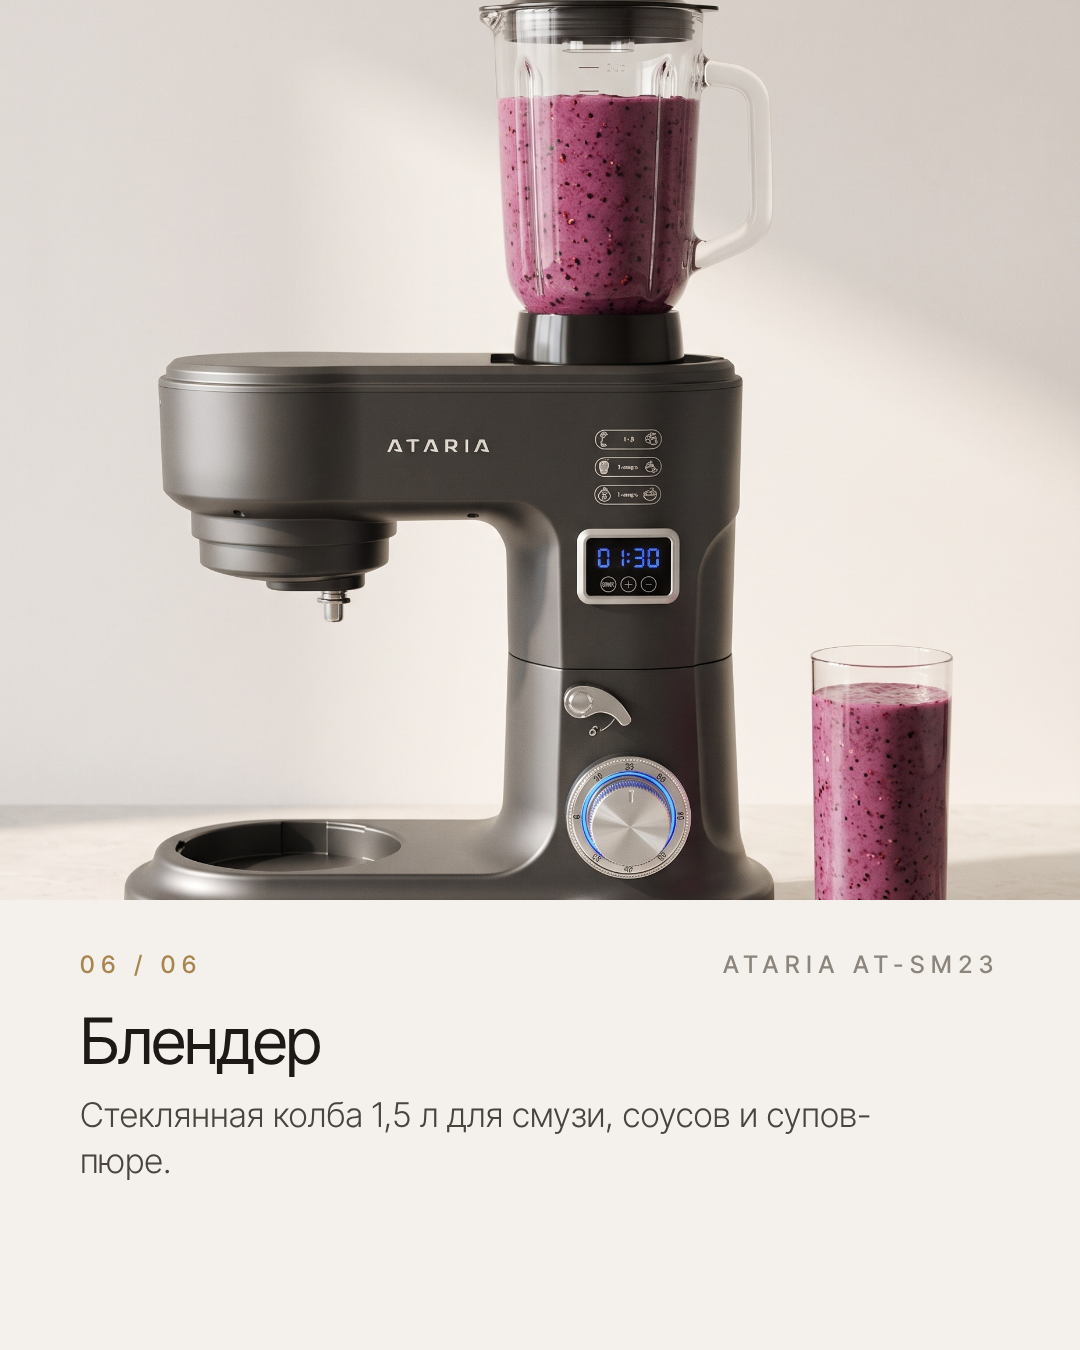 ATARIA
01:30
06 / 06
ATARIA AT-SM23
Блендер
Стеклянная колба 1,5 л для смузи, соусов и супов-
пюре.